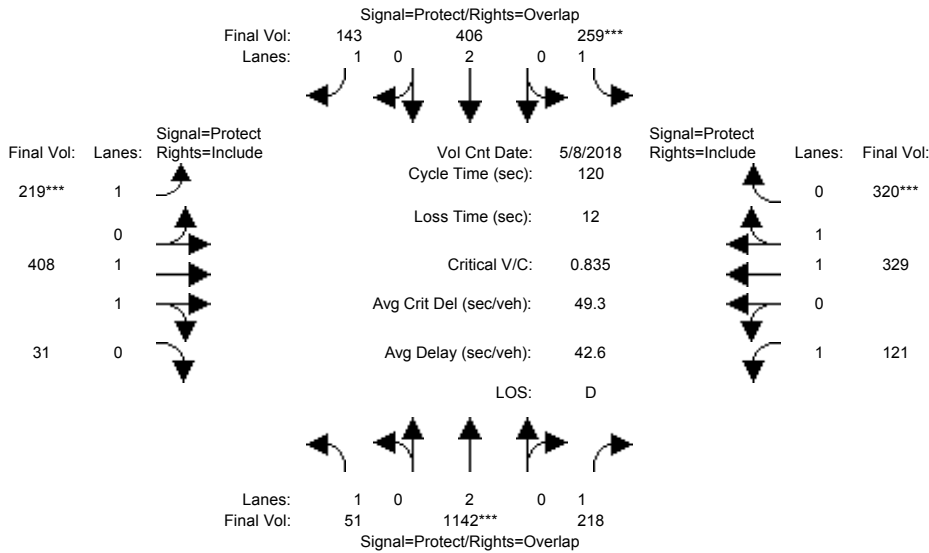 Signal=Protect/Rights=Overlap
Final Vol: 143 406 259***
Lanes: 1 0 2 0 1
Signal=Protect
Final Vol: Lanes: Rights=Include
Vol Cnt Date: 5/8/2018
Signal=Protect
Rights=Include Lanes: Final Vol:
Cycle Time (sec): 120
219*** 1
0 320***
Loss Time (sec): 12
0
1
408 1
Critical V/C: 0.835
1 329
1
Avg Crit Del (sec/veh): 49.3
0
31 0
Avg Delay (sec/veh): 42.6
1 121
LOS: D
Lanes: 1 0 2 0 1
Final Vol: 51 1142*** 218
Signal=Protect/Rights=Overlap